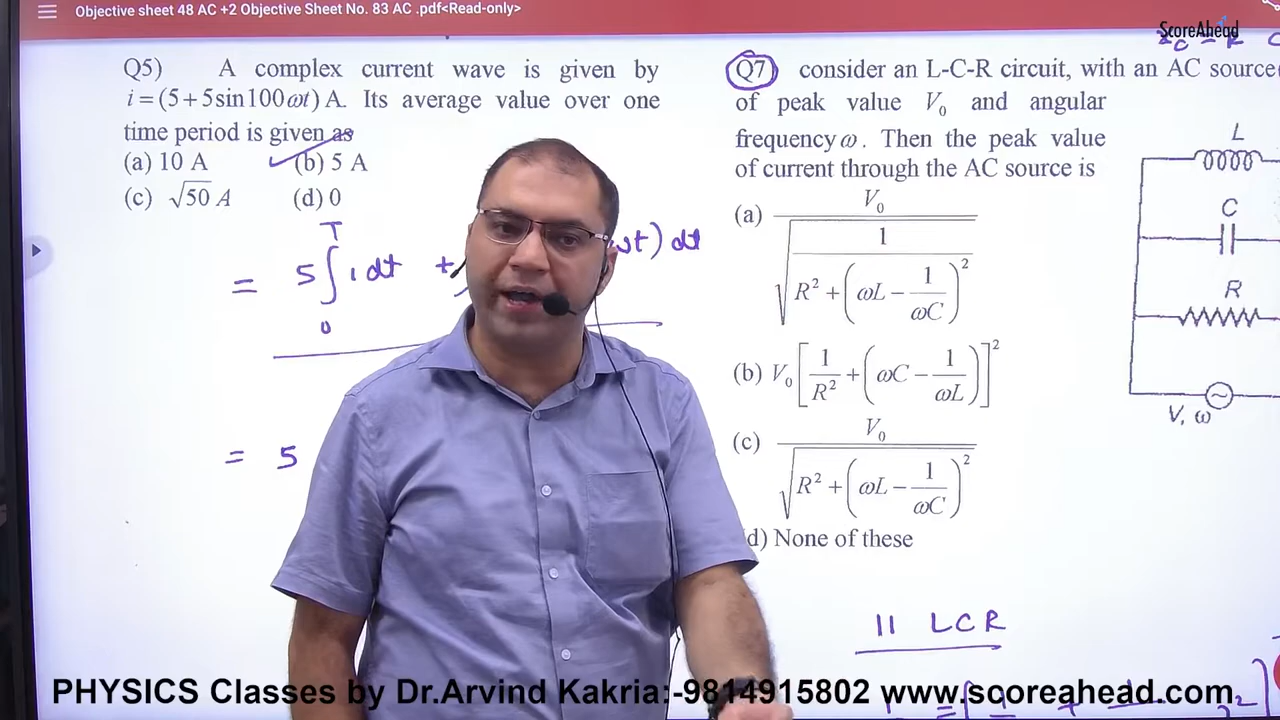 Objective sheet 48 AC +2 Objective Sheet No. 83 AC .pdf<Read-only>
ScoreAhead
Q5) A complex current wave is given by
i = (5 + 5 sin 100 ωt) A. Its average value over one
time period is given as
(a) 10 A (b) 5 A
(c) √50 A (d) 0
T
= 5 ∫ 1 dt + ωt) dt
0
= 5
Q7 consider an L-C-R circuit, with an AC source
of peak value V₀ and angular
frequency ω. Then the peak value
of current through the AC source is
(a) V₀ / √(1 / (R² + (ωL − 1/ωC)²))
(b) V₀ [1/R² + (ωC − 1/ωL)]²
(c) V₀ / √(R² + (ωL − 1/ωC)²)
d) None of these
L
C
R
V, ω
11 LCR
PHYSICS Classes by Dr.Arvind Kakria:-9814915802 www.scoreahead.com